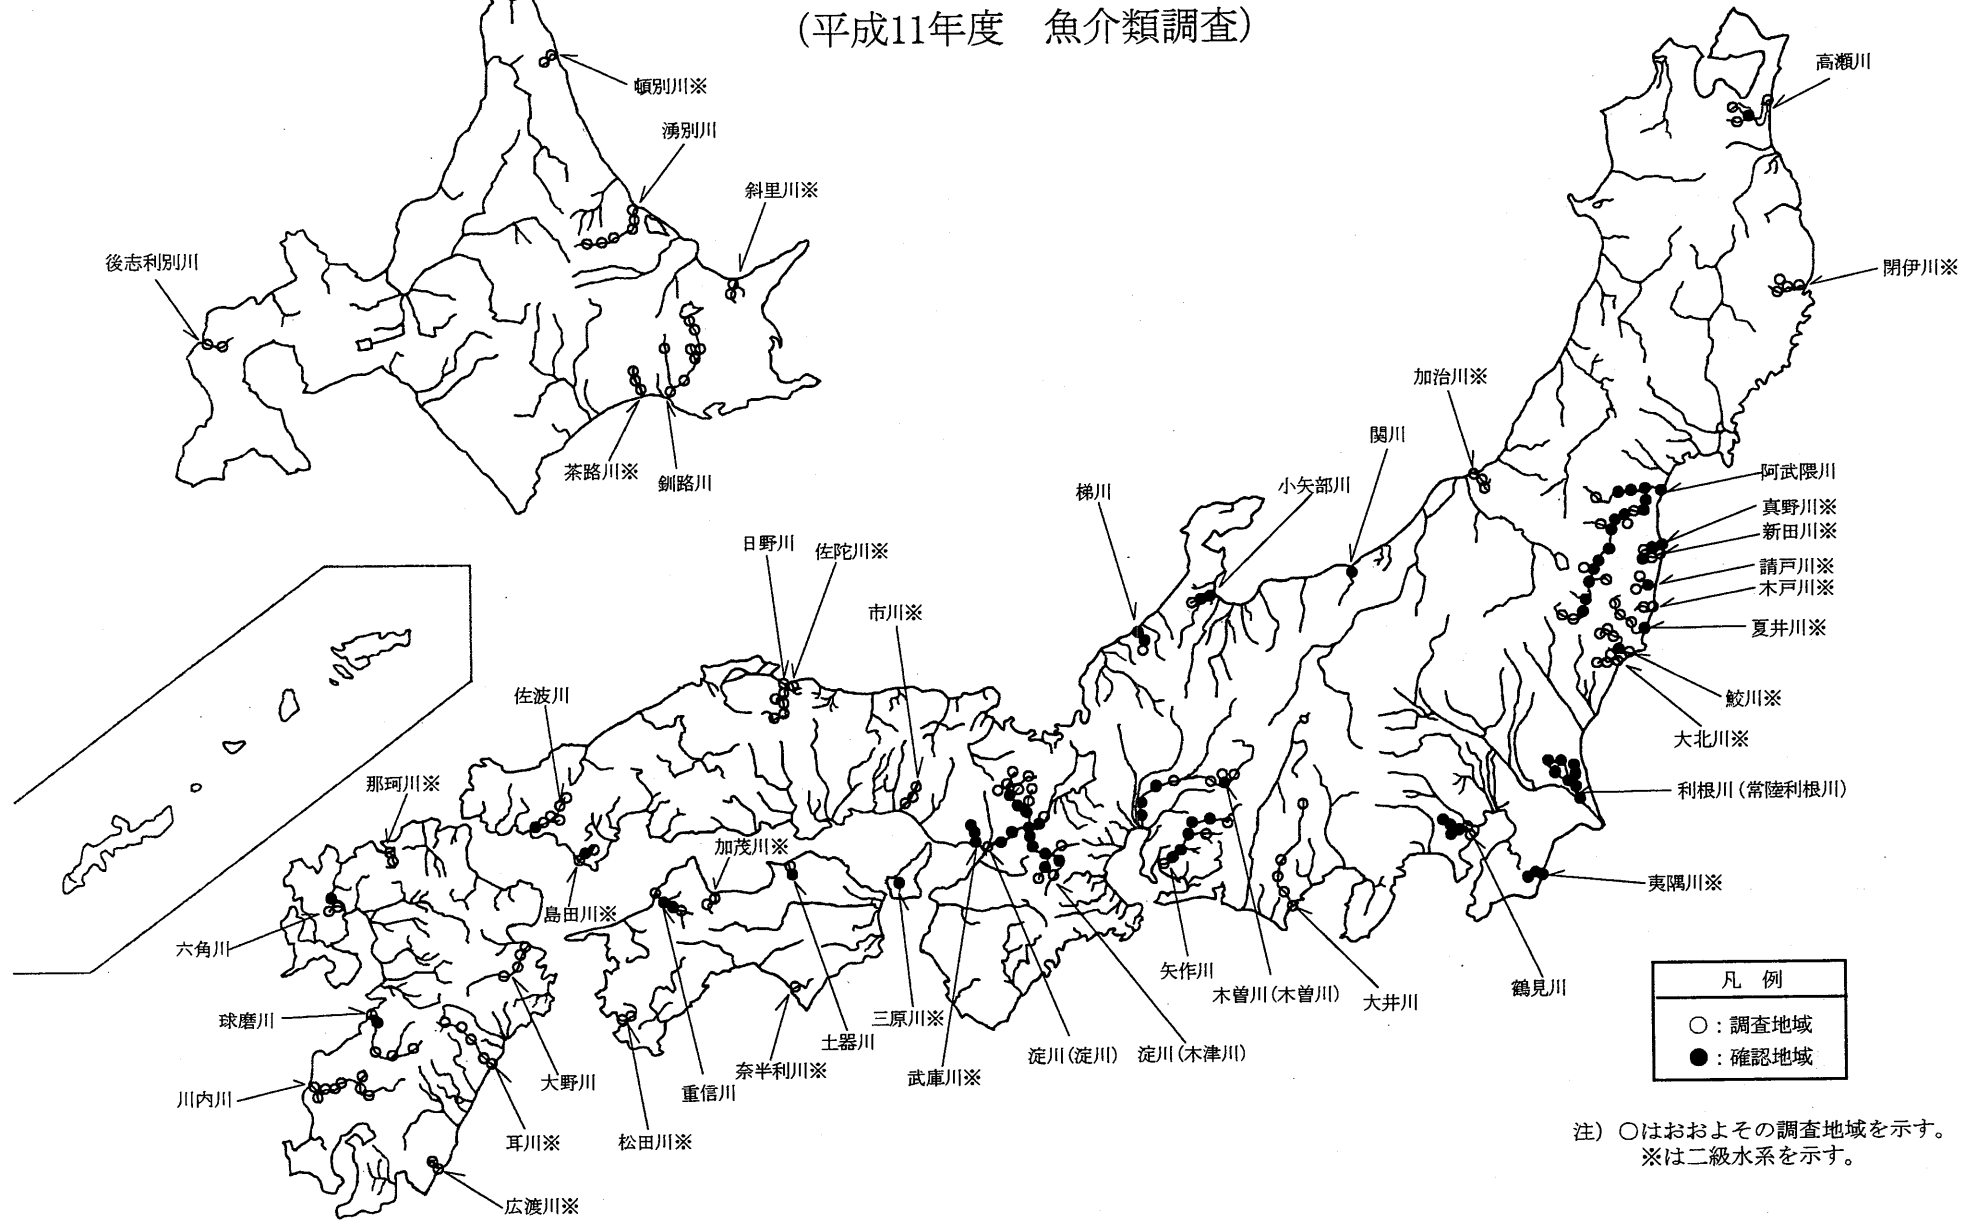 (平成11年度　魚介類調査)
頓別川※
湧別川
斜里川※
後志利別川
茶路川※
釧路川
高瀬川
閉伊川※
加治川※
関川
小矢部川
梯川
阿武隈川
真野川※
新田川※
請戸川※
木戸川※
夏井川※
鮫川※
大北川※
利根川(常陸利根川)
夷隅川※
鶴見川
大井川
木曽川(木曽川)
矢作川
淀川(木津川)
淀川(淀川)
武庫川※
三原川※
土器川
奈半利川※
重信川
松田川※
加茂川※
日野川
佐陀川※
市川※
佐波川
島田川※
那珂川※
六角川
球磨川
川内川
大野川
耳川※
広渡川※
凡 例
○:調査地域
●:確認地域
注) ○はおおよその調査地域を示す。
※は二級水系を示す。